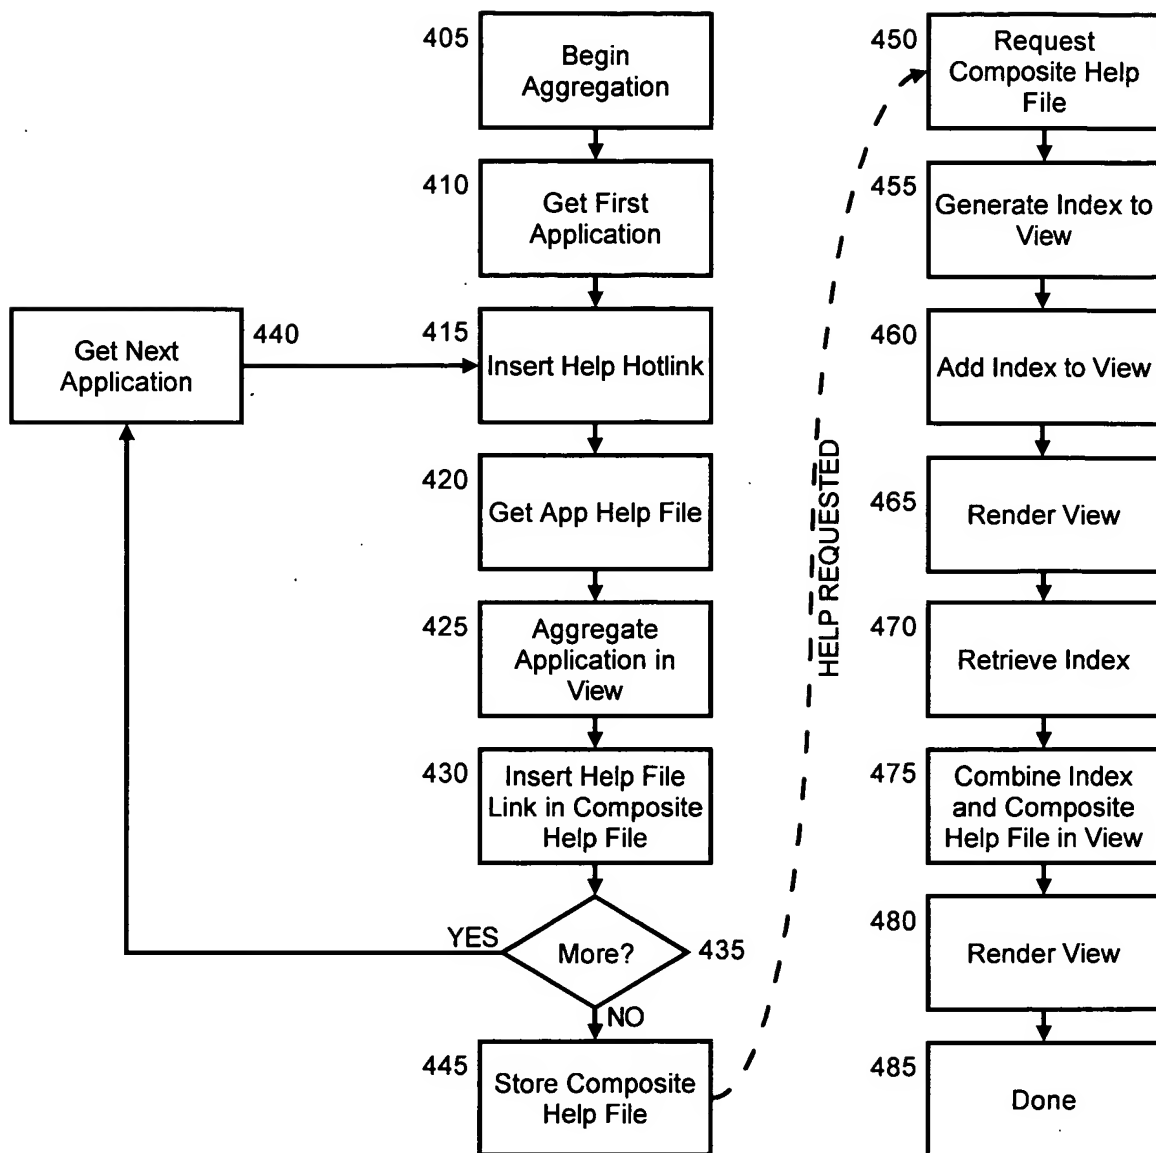 405
Begin
Aggregation
410
Get First
Application
440
Get Next
Application
415
Insert Help Hotlink
420
Get App Help File
425
Aggregate
Application in
View
430
Insert Help File
Link in Composite
Help File
YES
More?
435
NO
445
Store Composite
Help File
HELP REQUESTED
450
Request
Composite Help
File
455
Generate Index to
View
460
Add Index to View
465
Render View
470
Retrieve Index
475
Combine Index
and Composite
Help File in View
480
Render View
485
Done